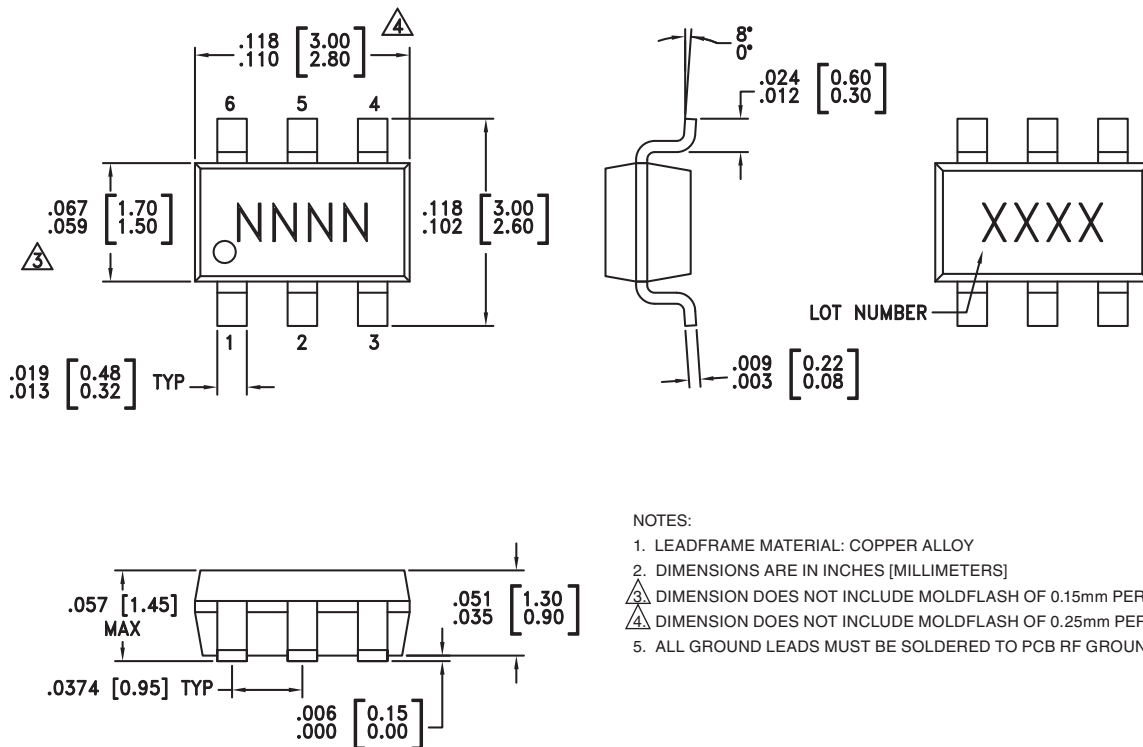 .118 [3.00]
.110 [2.80]
4
6 5 4
.067 [1.70]
.059 [1.50]
3
NNNN
.118 [3.00]
.102 [2.60]
1 2 3
.019 [0.48]
.013 [0.32] TYP
8°
0°
.024 [0.60]
.012 [0.30]
.009 [0.22]
.003 [0.08]
XXXX
LOT NUMBER
.057 [1.45]
MAX
.051 [1.30]
.035 [0.90]
.0374 [0.95] TYP
.006 [0.15]
.000 [0.00]
NOTES:
1. LEADFRAME MATERIAL: COPPER ALLOY
2. DIMENSIONS ARE IN INCHES [MILLIMETERS]
3. DIMENSION DOES NOT INCLUDE MOLDFLASH OF 0.15mm PER
4. DIMENSION DOES NOT INCLUDE MOLDFLASH OF 0.25mm PER
5. ALL GROUND LEADS MUST BE SOLDERED TO PCB RF GROUN